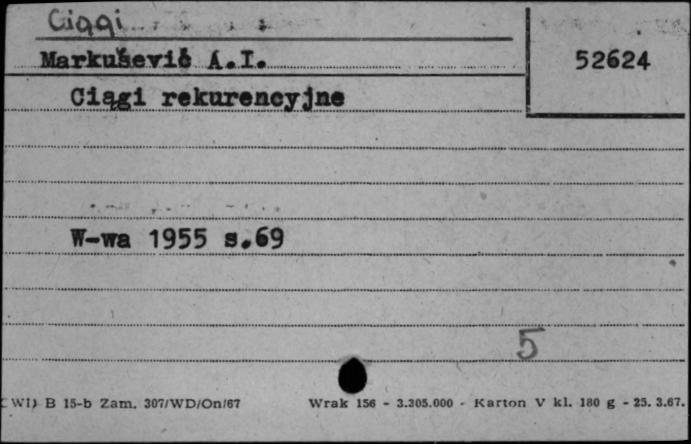 Ciągi
Markuševič A.I.
52624
Ciągi rekurencyjne
W-wa 1955 s.69
5
CWD B 15-b Zam. 307/WD/On/67 Wrak 156 - 3.305.000 - Karton V kl. 180 g - 25. 3.67.